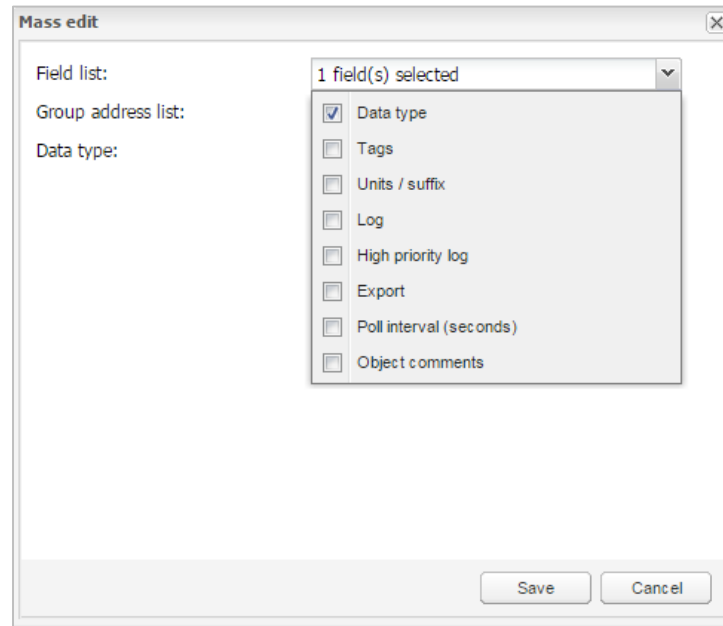 Mass edit
Field list:
1 field(s) selected
Group address list:
Data type:
Data type
Tags
Units / suffix
Log
High priority log
Export
Poll interval (seconds)
Object comments
Save
Cancel